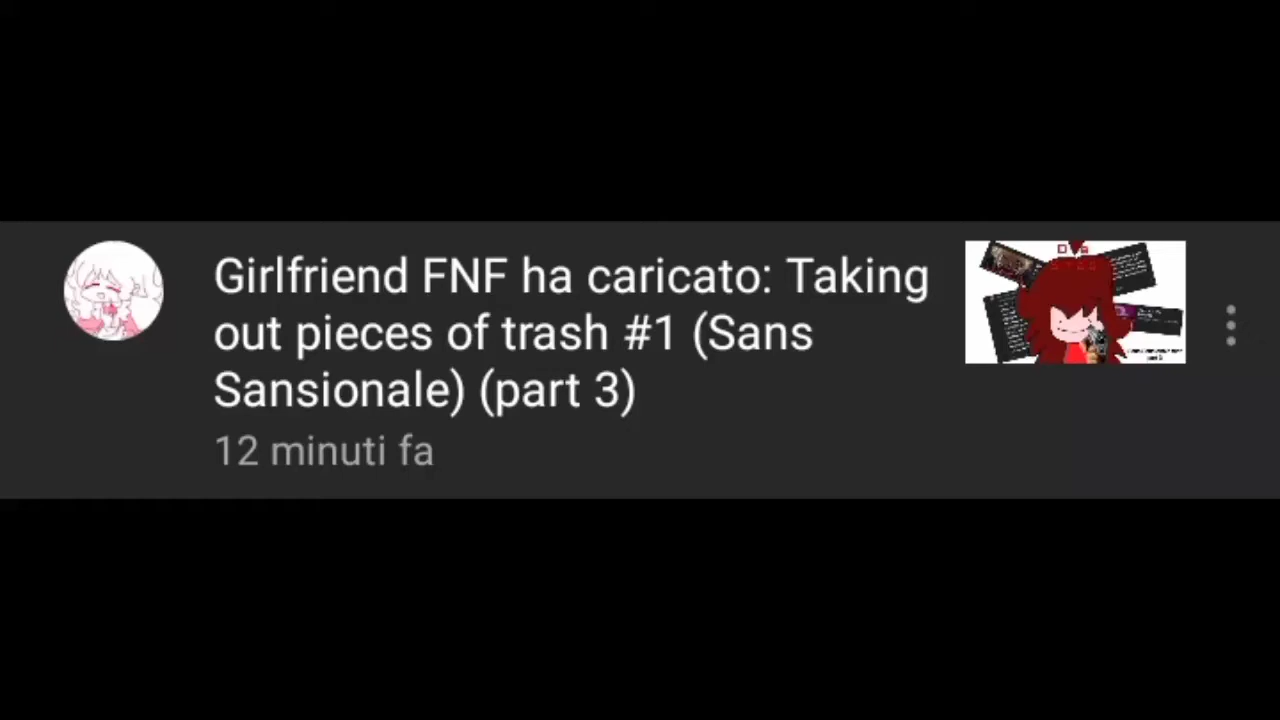 Girlfriend FNF ha caricato: Taking
out pieces of trash #1 (Sans
Sansionale) (part 3)
12 minuti fa